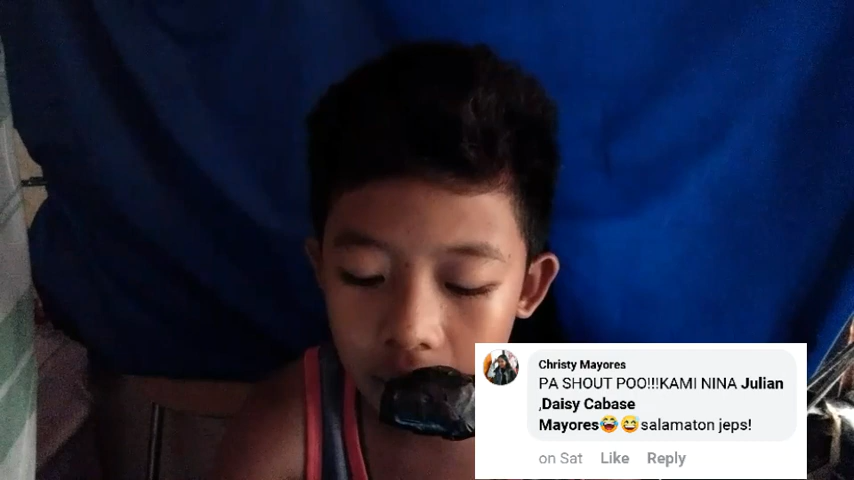 Christy Mayores
PA SHOUT POO!!!KAMI NINA Julian
,Daisy Cabase
Mayores😂😅salamaton jeps!
on Sat Like Reply